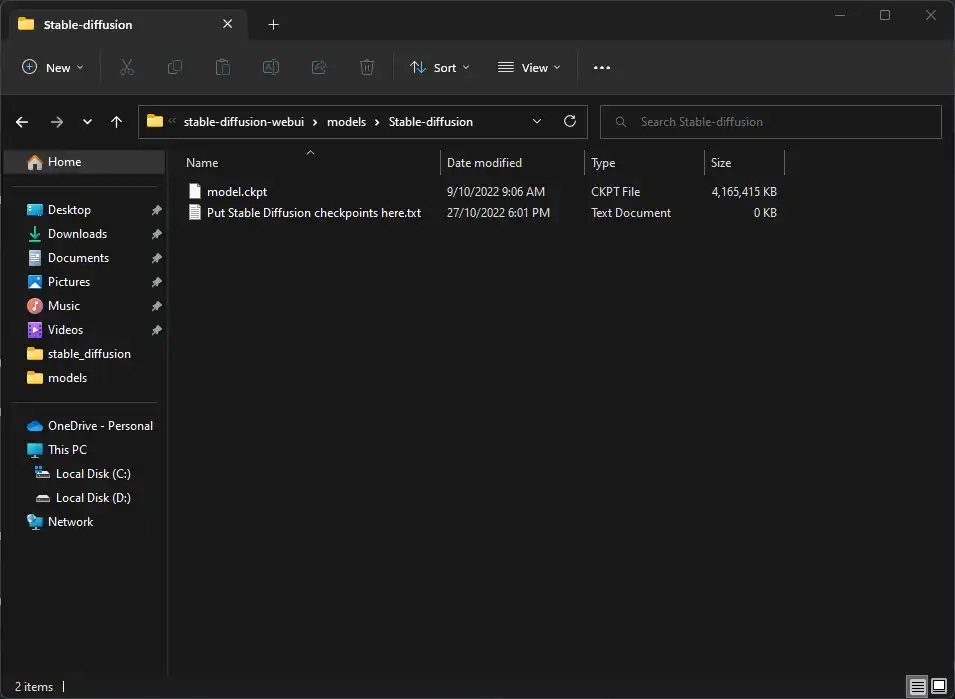 Stable-diffusion
New
Sort
View
stable-diffusion-webui > models > Stable-diffusion
Search Stable-diffusion
Home
Desktop
Downloads
Documents
Pictures
Music
Videos
stable_diffusion
models
OneDrive - Personal
This PC
Local Disk (C:)
Local Disk (D:)
Network
Name Date modified Type Size
model.ckpt 9/10/2022 9:06 AM CKPT File 4,165,415 KB
Put Stable Diffusion checkpoints here.txt 27/10/2022 6:01 PM Text Document 0 KB
2 items